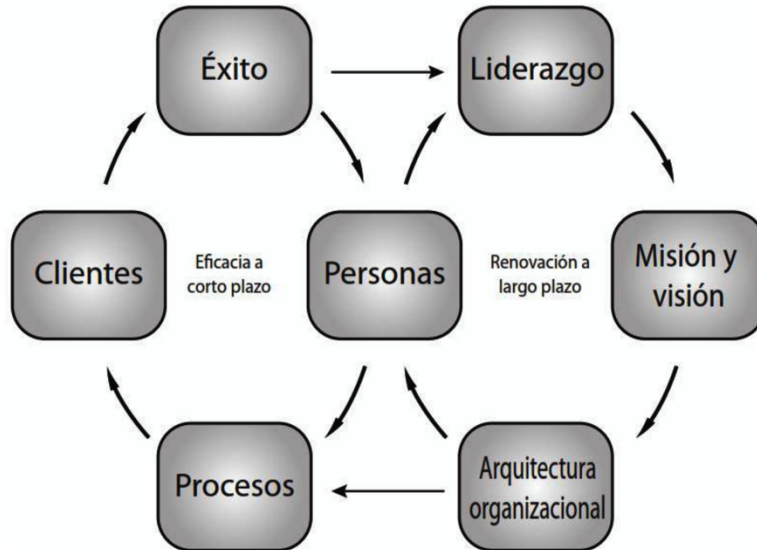 Éxito
Liderazgo
Clientes
Eficacia a
corto plazo
Personas
Renovación a
largo plazo
Misión y
visión
Procesos
Arquitectura
organizacional